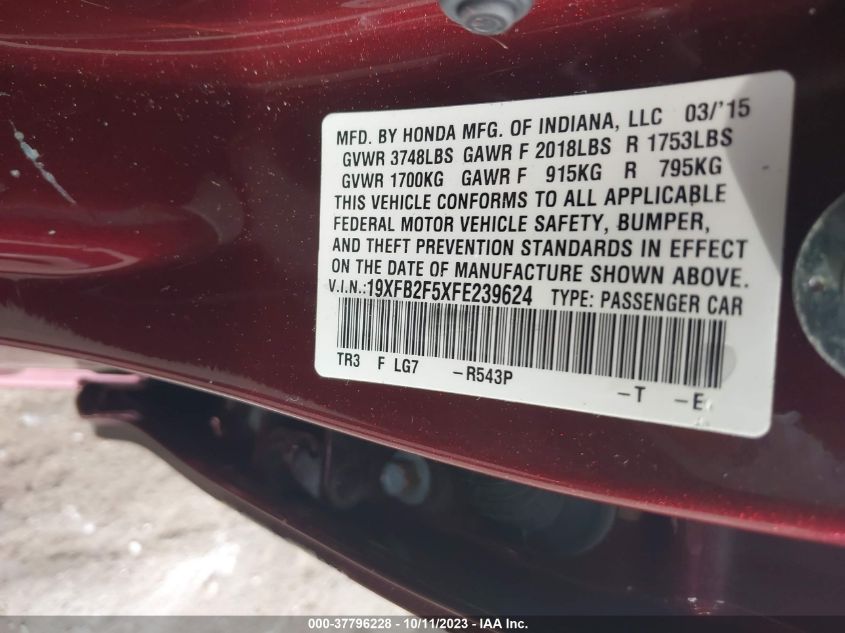 MFD. BY HONDA MFG. OF INDIANA, LLC 03/'15
GVWR 3748LBS GAWR F 2018LBS R 1753LBS
GVWR 1700KG GAWR F 915KG R 795KG
THIS VEHICLE CONFORMS TO ALL APPLICABLE
FEDERAL MOTOR VEHICLE SAFETY, BUMPER,
AND THEFT PREVENTION STANDARDS IN EFFECT
ON THE DATE OF MANUFACTURE SHOWN ABOVE.
V.I.N.:19XFB2F5XFE239624 TYPE: PASSENGER CAR
TR3 F LG7 -R543P -T -E
000-37796228 - 10/11/2023 - IAA Inc.